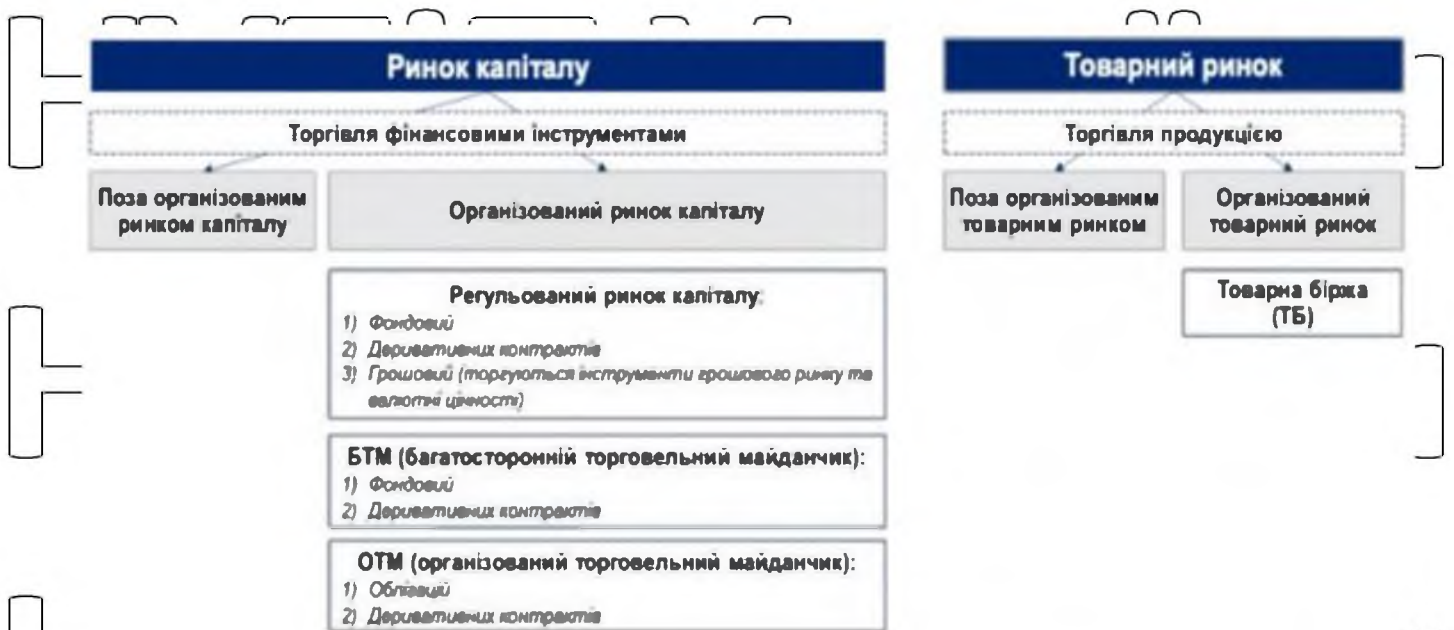 Ринок капіталу
Торгівля фінансовими інструментами
Поза організованим
ринком капіталу
Організований ринок капіталу
Регульований ринок капіталу:
1) Фондовий
2) Деривативних контрактів
3) Грошовий (торгуються інструменти грошового ринку та
валютні цінності)
БТМ (багатосторонній торговельний майданчик):
1) Фондовий
2) Деривативних контрактів
ОТМ (організований торговельний майданчик):
1) Облігацій
2) Деривативних контрактів
Товарний ринок
Торгівля продукцією
Поза організованим
товарним ринком
Організований
товарний ринок
Товарна біржа
(ТБ)